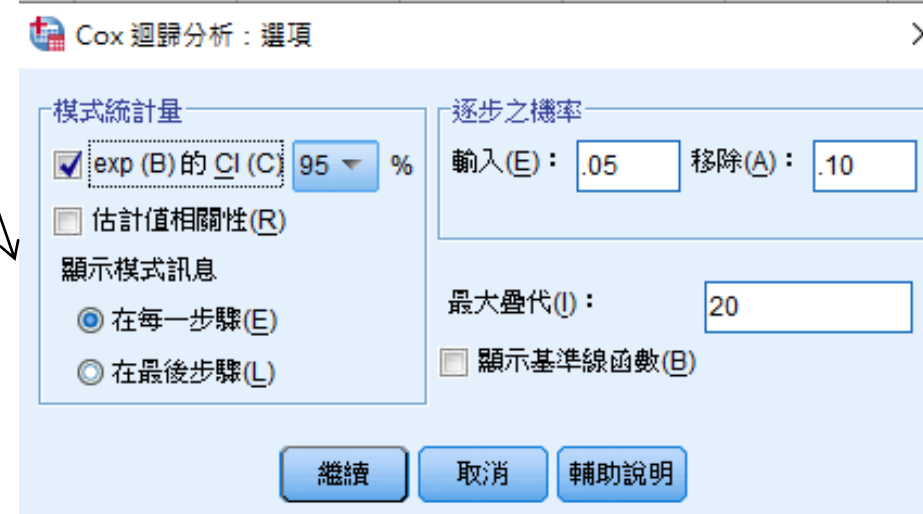 Cox 迴歸分析：選項
模式統計量
exp (B) 的 CI (C) 95 %
估計值相關性(R)
顯示模式訊息
在每一步驟(E)
在最後步驟(L)
逐步之機率
輸入(E)： .05 移除(A)： .10
最大疊代(I)： 20
顯示基準線函數(B)
繼續 取消 輔助說明